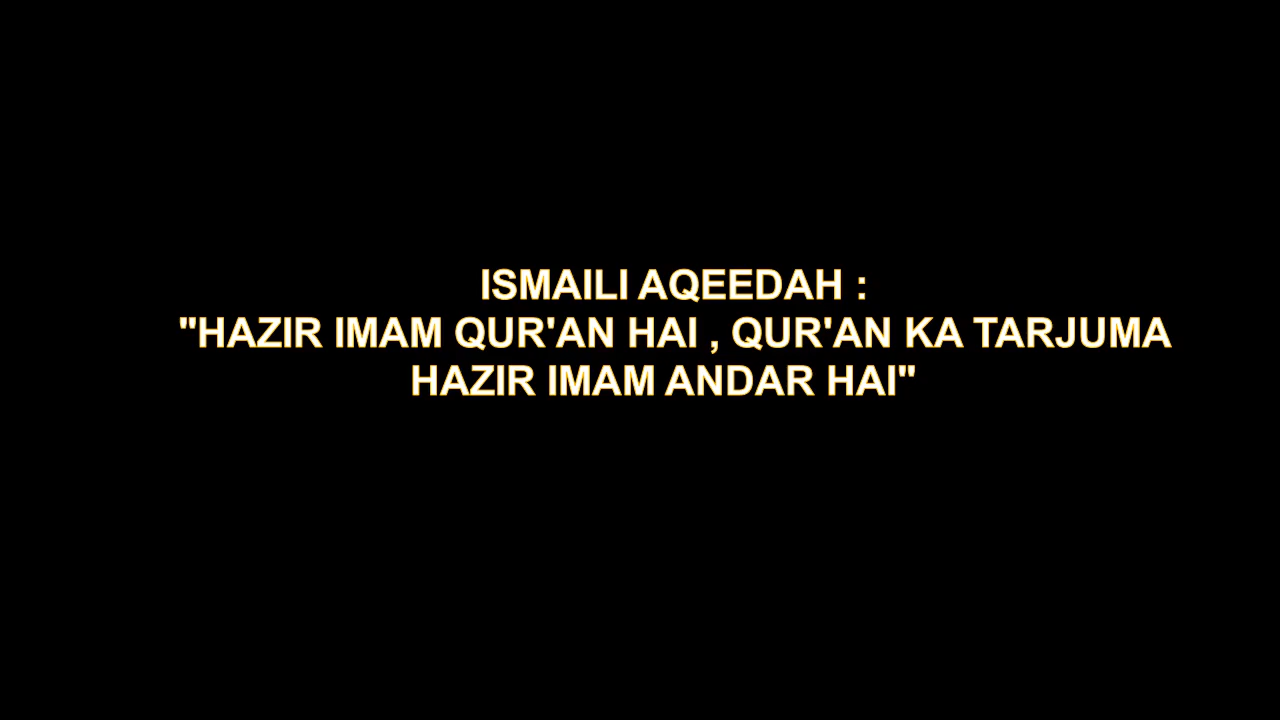 ISMAILI AQEEDAH :
"HAZIR IMAM QUR'AN HAI , QUR'AN KA TARJUMA
HAZIR IMAM ANDAR HAI"